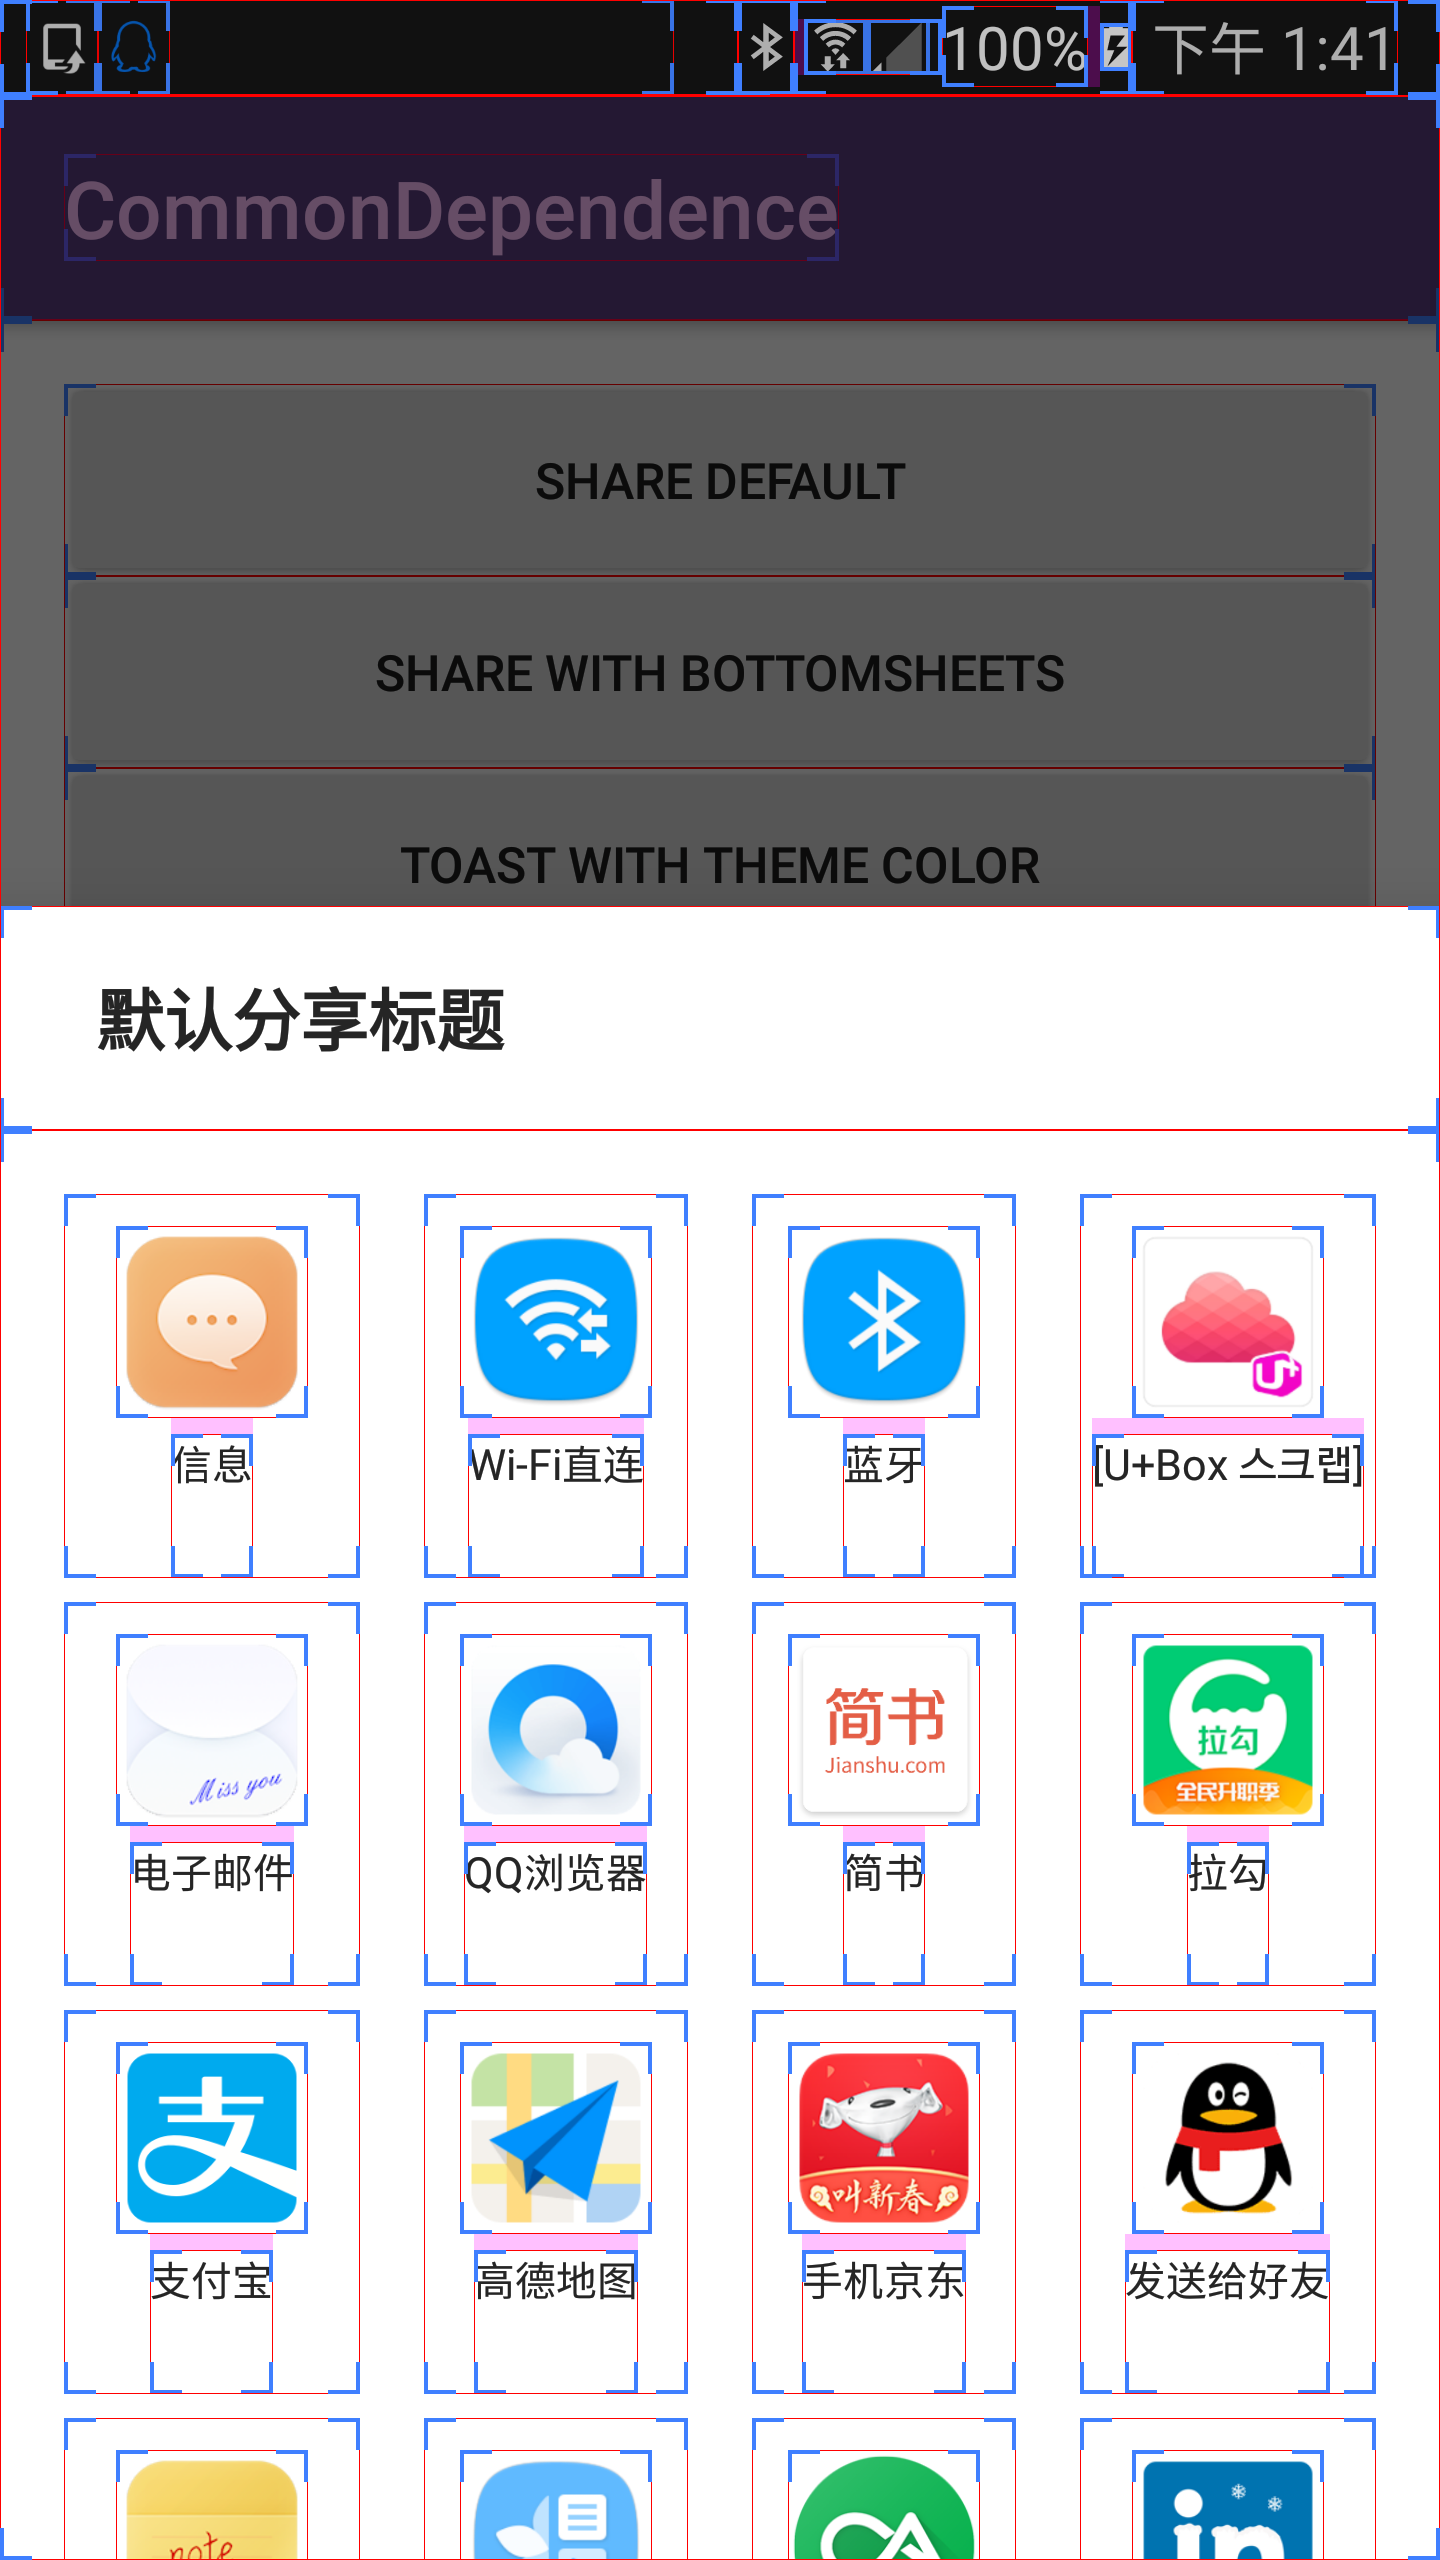 100% 下午 1:41
CommonDependence
SHARE DEFAULT
SHARE WITH BOTTOMSHEETS
TOAST WITH THEME COLOR
默认分享标题
信息
Wi-Fi直连
蓝牙
[U+Box 스크랩]
U+
Miss you
简书
Jianshu.com
拉勾
全民升职季
电子邮件
QQ浏览器
简书
拉勾
支
叫新春
支付宝
高德地图
手机京东
发送给好友
note
in